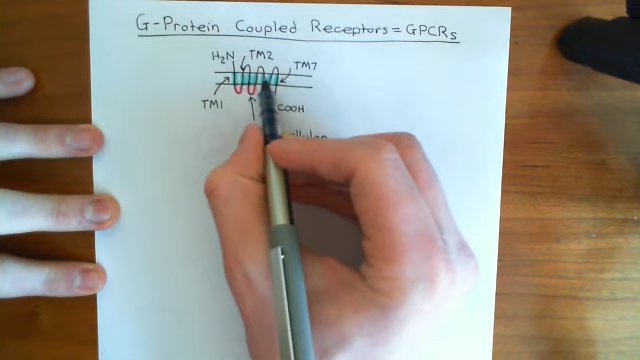 G-Protein Coupled Receptors = GPCRs
H₂N TM2
TM7
TM1
COOH